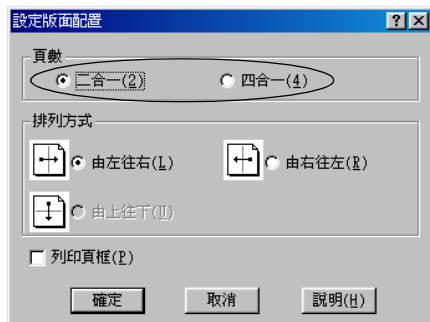 設定版面配置
頁數
二合一(2) 四合一(4)
排列方式
由左往右(L) 由右往左(R)
由上往下(U)
列印頁框(P)
確定 取消 說明(H)